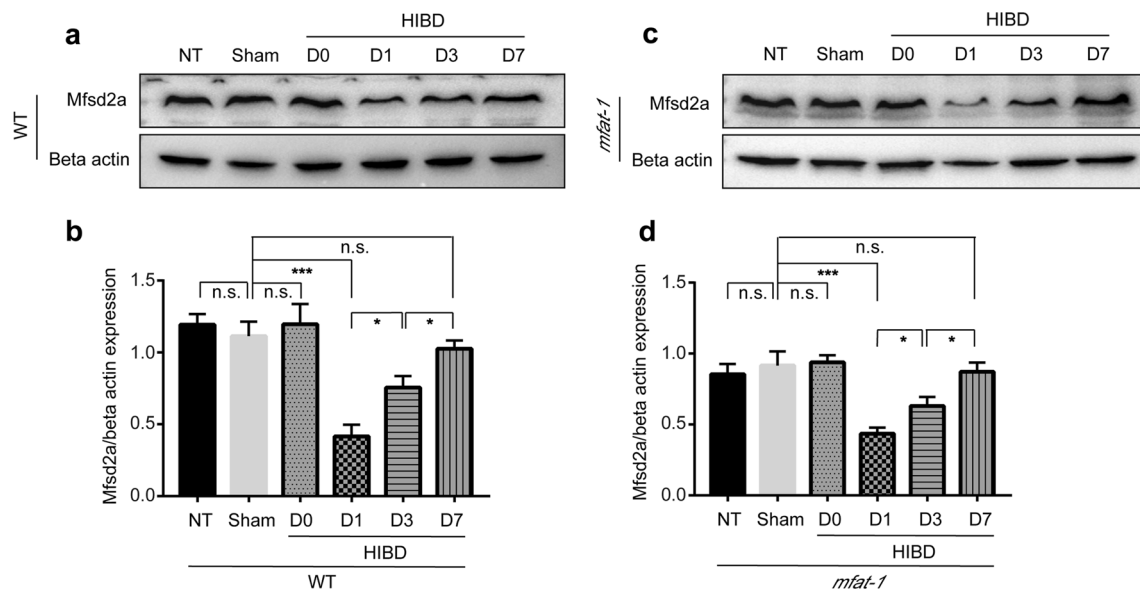 a
HIBD
NT Sham D0 D1 D3 D7
WT
Mfsd2a
Beta actin
b
n.s.
***
n.s. n.s.
* *
Mfsd2a/beta actin expression
1.5
1.0
0.5
0.0
NT Sham D0 D1 D3 D7
HIBD
WT
c
HIBD
NT Sham D0 D1 D3 D7
mfat-1
Mfsd2a
Beta actin
d
n.s.
***
n.s. n.s.
* *
Mfsd2a/beta actin expression
1.5
1.0
0.5
0.0
NT Sham D0 D1 D3 D7
HIBD
mfat-1